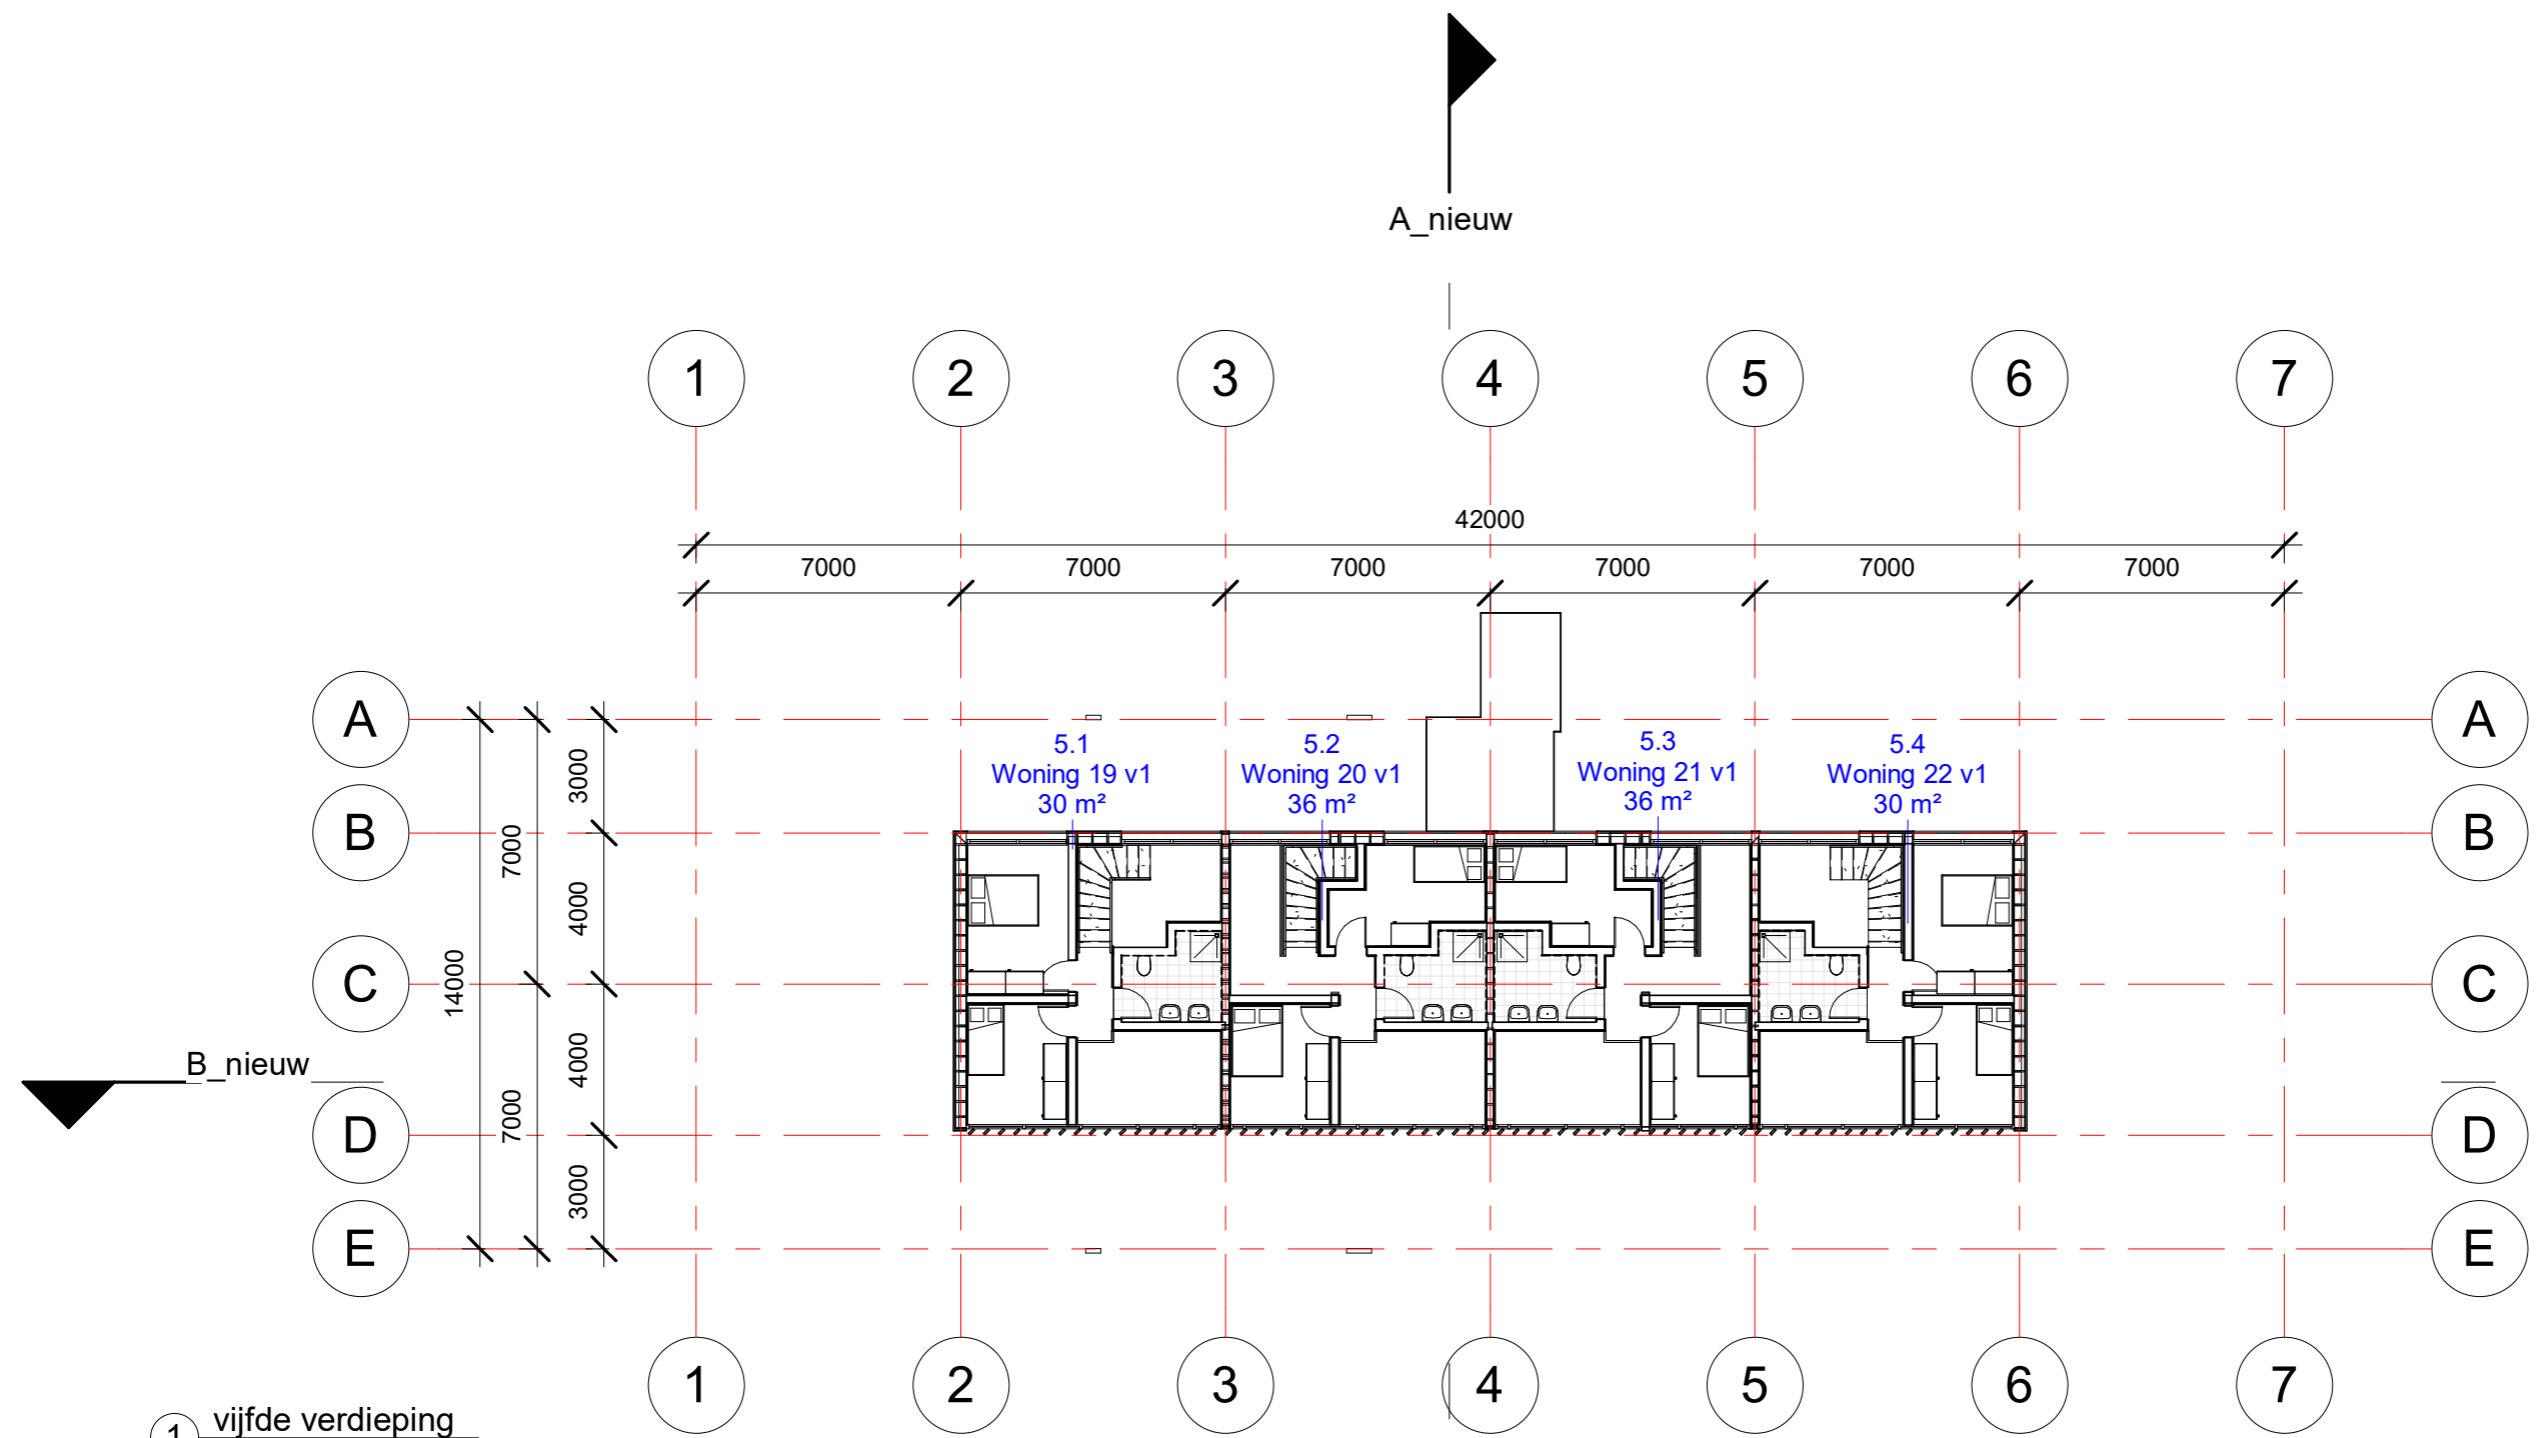 A_nieuw
1 2 3 4 5 6 7
42000
7000 7000 7000 7000 7000 7000
A A
3000
5.1 5.2 5.3 5.4
Woning 19 v1 Woning 20 v1 Woning 21 v1 Woning 22 v1
30 m² 36 m² 36 m² 30 m²
B B
7000
4000
C C
14000
4000
B_nieuw
7000
D D
3000
E E
1 2 3 4 5 6 7
1 vijfde verdieping